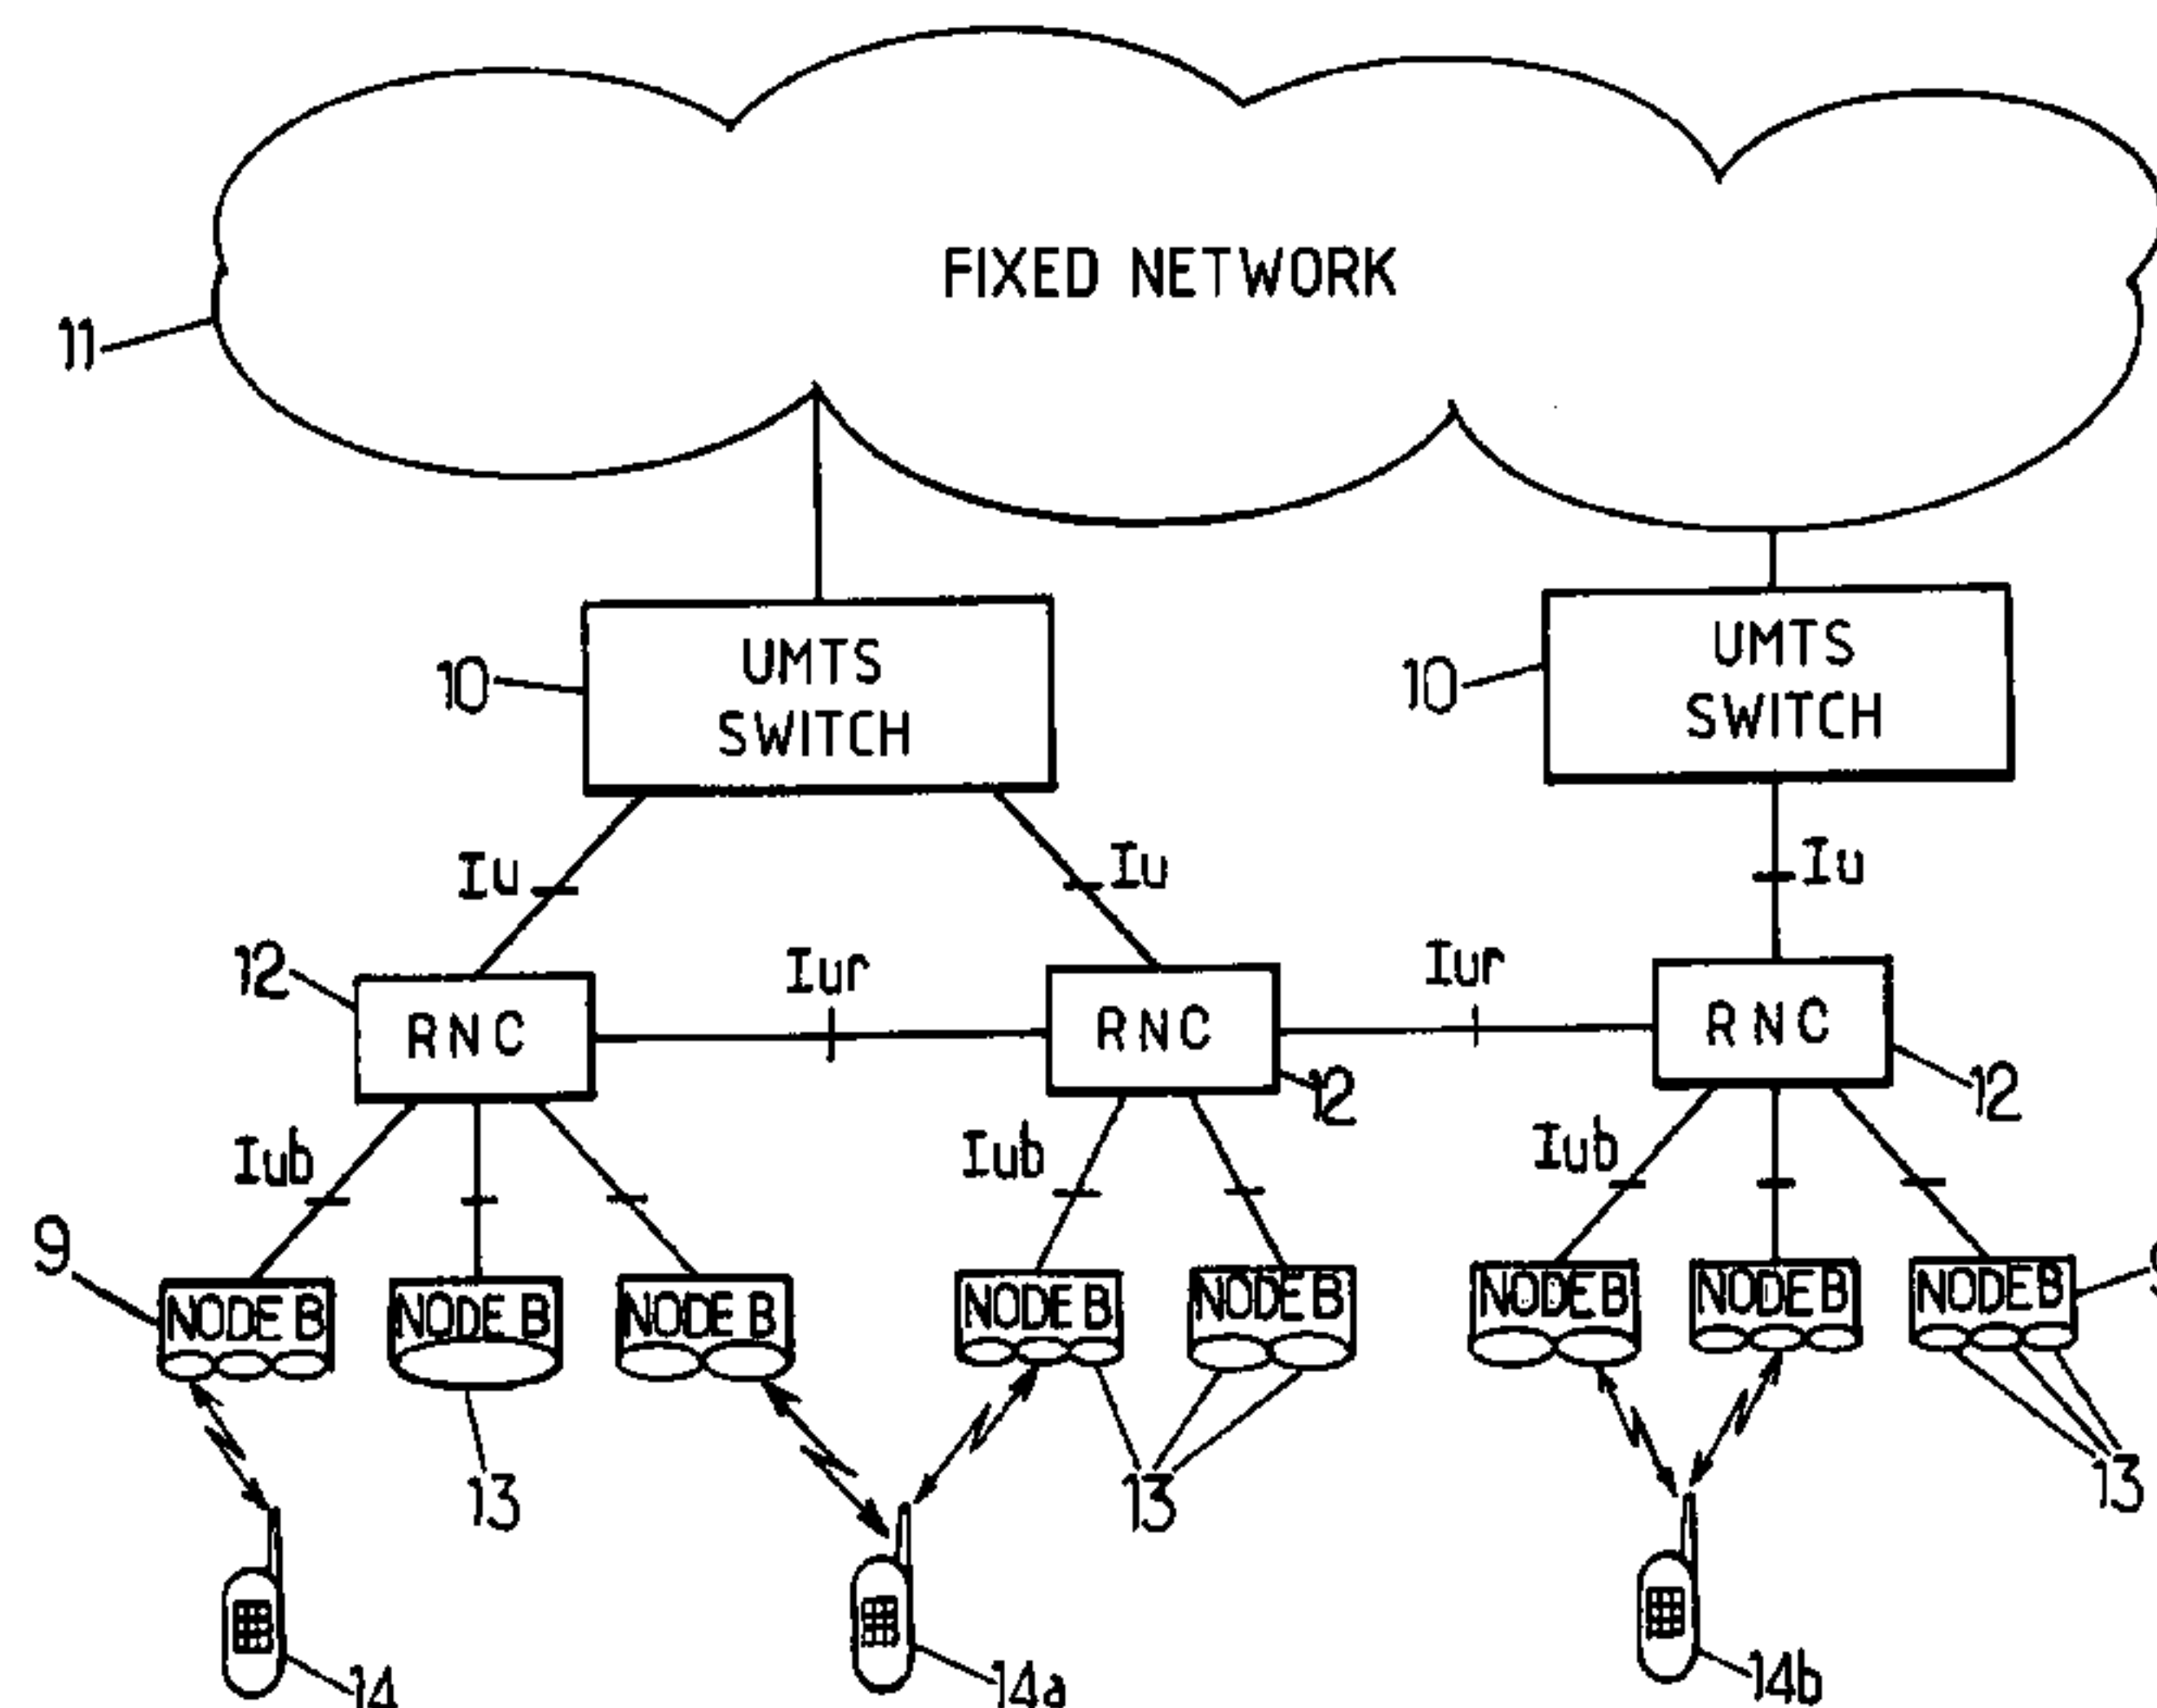 FIXED NETWORK
11
UMTS
SWITCH
10
UMTS
SWITCH
10
Iu
Iu
Iu
12
RNC
Iur
RNC
12
Iur
RNC
12
Iub
Iub
Iub
9
NODE B
NODE B
NODE B
NODE B
NODE B
NODE B
NODE B
NODE B
13
13
13
14
14a
14b